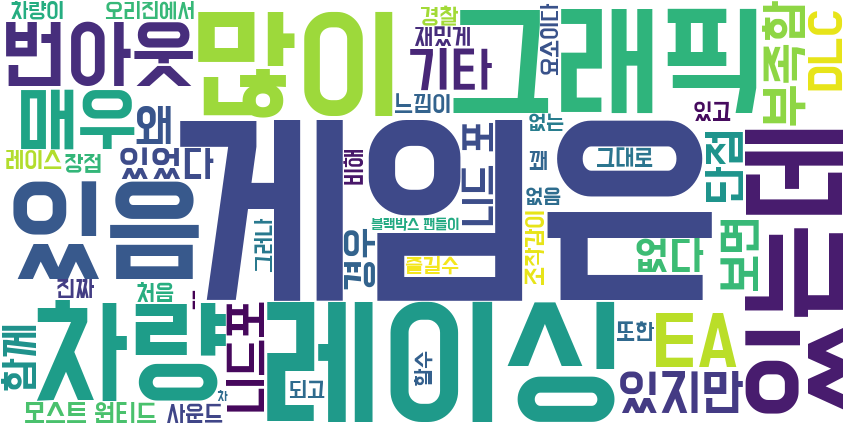 차량이
오리진에서
번아웃
많이
경찰
재밌게
기타
그래픽
요소이다
부족함
DLC
매우
왜
느낌이
있고
레이스
장점
있었다
비해
니드포
없는
꽤
그대로
단점
있는데
있음
게임은
그러나
블랙박스 팬들이
없음
경우
즐길수
조작감이
없다
보면
진짜
처음
함께
차량
니드포
레이싱
또한
EA
되고
할수
있지만
모스트 원티드
사운드
차